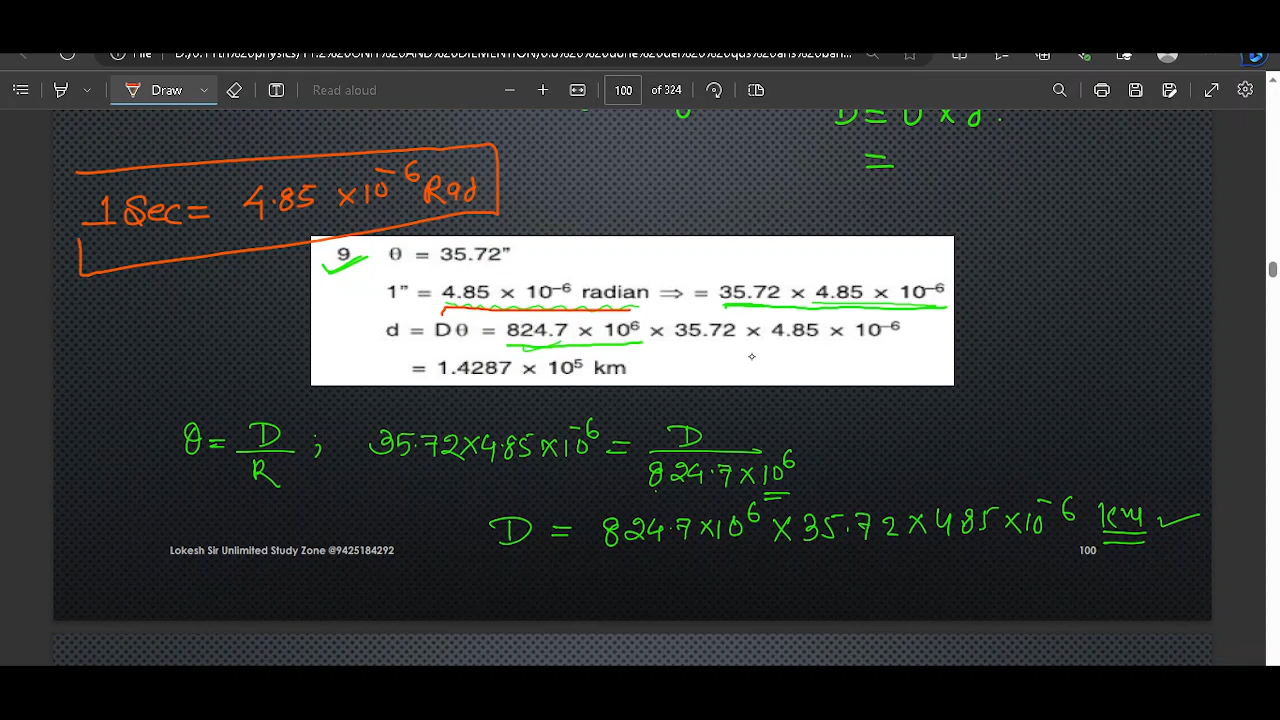 Draw
Read aloud
100 of 324
1 Sec = 4.85 × 10⁻⁶ Rad
9 θ = 35.72”
1” = 4.85 × 10⁻⁶ radian ⇒ = 35.72 × 4.85 × 10⁻⁶
d = Dθ = 824.7 × 10⁶ × 35.72 × 4.85 × 10⁻⁶
= 1.4287 × 10⁵ km
θ = D/R ; 35.72×4.85×10⁻⁶ = D/824.7×10⁶
D = 824.7×10⁶ × 35.72×4.85×10⁻⁶ km
Lokesh Sir Unlimited Study Zone @9425184292
100